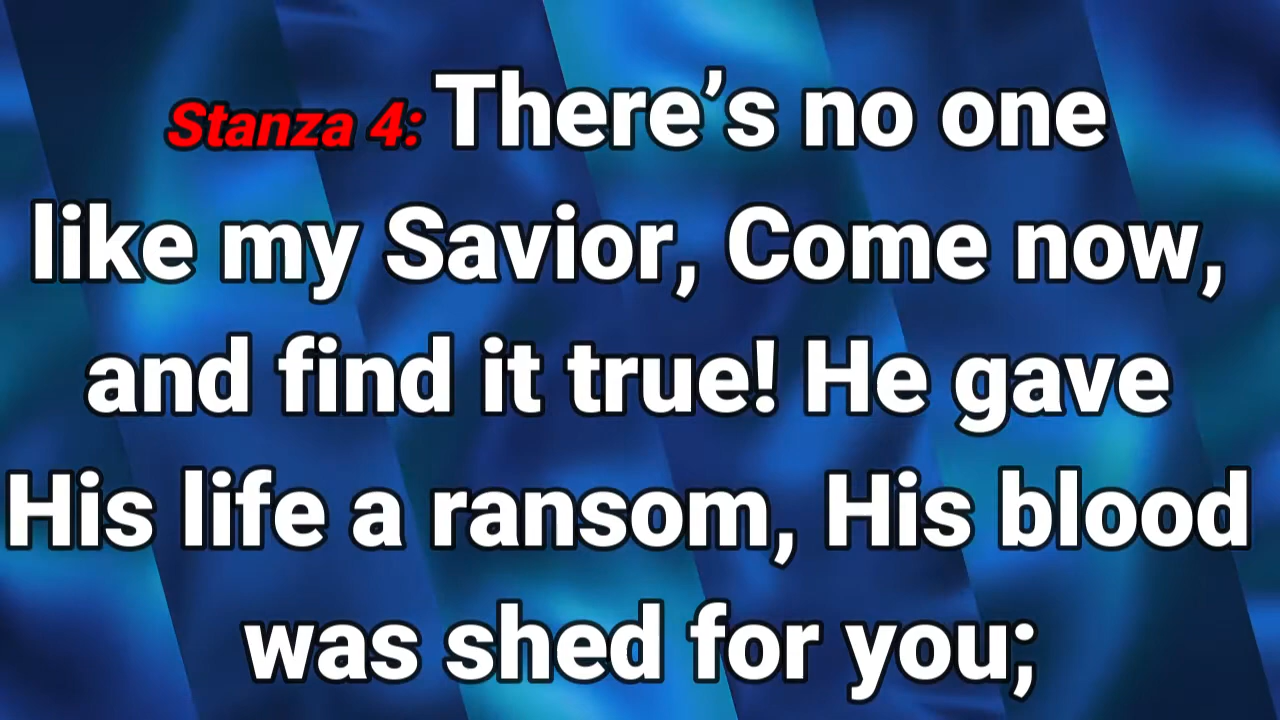 Stanza 4: There’s no one
like my Savior, Come now,
and find it true! He gave
His life a ransom, His blood
was shed for you;